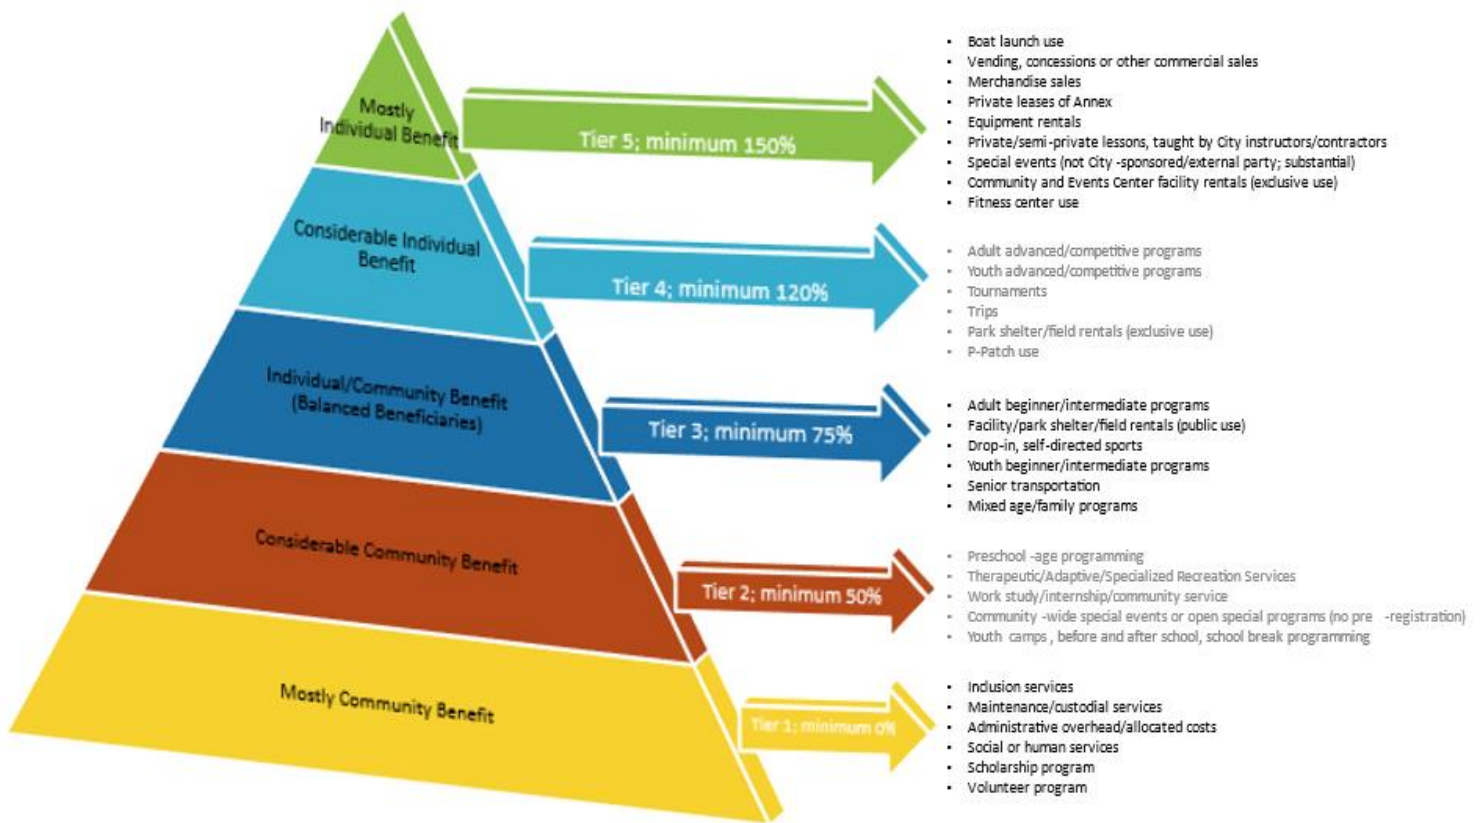 Mostly
Individual Benefit
Tier 5; minimum 150%
• Boat launch use
• Vending, concessions or other commercial sales
• Merchandise sales
• Private leases of Annex
• Equipment rentals
• Private/semi-private lessons, taught by City instructors/contractors
• Special events (not City -sponsored/external party; substantial)
• Community and Events Center facility rentals (exclusive use)
• Fitness center use
Considerable Individual
Benefit
Tier 4; minimum 120%
• Adult advanced/competitive programs
• Youth advanced/competitive programs
• Tournaments
• Trips
• Park shelter/field rentals (exclusive use)
• P-Patch use
Individual/Community Benefit
(Balanced Beneficiaries)
Tier 3; minimum 75%
• Adult beginner/intermediate programs
• Facility/park shelter/field rentals (public use)
• Drop-in, self-directed sports
• Youth beginner/intermediate programs
• Senior transportation
• Mixed age/family programs
Considerable Community Benefit
Tier 2; minimum 50%
• Preschool -age programming
• Therapeutic/Adaptive/Specialized Recreation Services
• Work study/internship/community service
• Community -wide special events or open special programs (no pre -registration)
• Youth camps , before and after school, school break programming
Mostly Community Benefit
Tier 1; minimum 0%
• Inclusion services
• Maintenance/custodial services
• Administrative overhead/allocated costs
• Social or human services
• Scholarship program
• Volunteer program